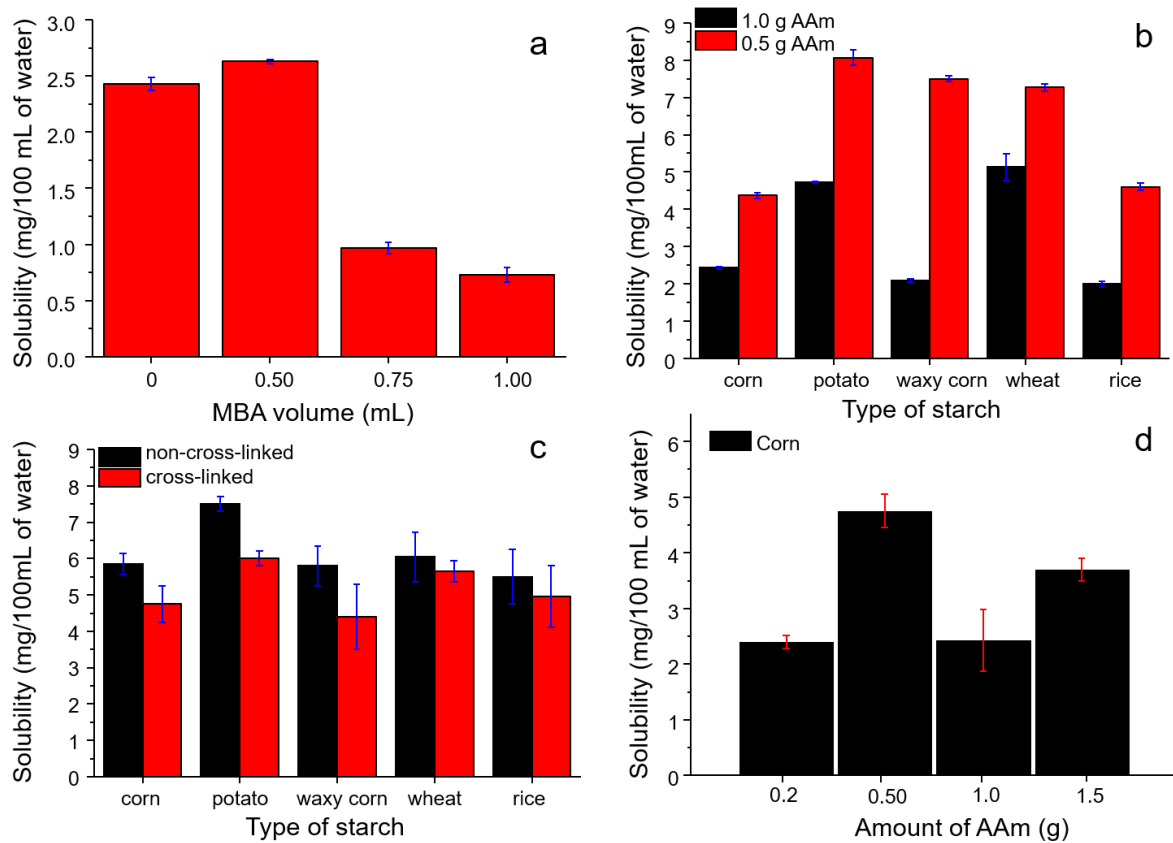 a
Solubility (mg/100 mL of water)
3.0
2.5
2.0
1.5
1.0
0.5
0.0
0 0.50 0.75 1.00
MBA volume (mL)
b
1.0 g AAm
0.5 g AAm
Solubility (mg/100mL of water)
9
8
7
6
5
4
3
2
1
0
corn potato waxy corn wheat rice
Type of starch
c
non-cross-linked
cross-linked
Solubility (mg/100mL of water)
9
8
7
6
5
4
3
2
1
0
corn potato waxy corn wheat rice
Type of starch
d
Corn
Solubility (mg/100 mL of water)
6
5
4
3
2
1
0
0.2 0.50 1.0 1.5
Amount of AAm (g)